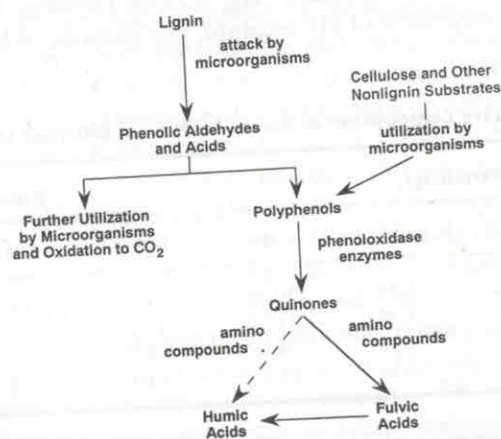 Lignin
attack by
microorganisms
Cellulose and Other
Nonlignin Substrates
utilization by
microorganisms
Phenolic Aldehydes
and Acids
Further Utilization
by Microorganisms
and Oxidation to CO₂
Polyphenols
phenoloxidase
enzymes
Quinones
amino
compounds
amino
compounds
Humic
Acids
Fulvic
Acids